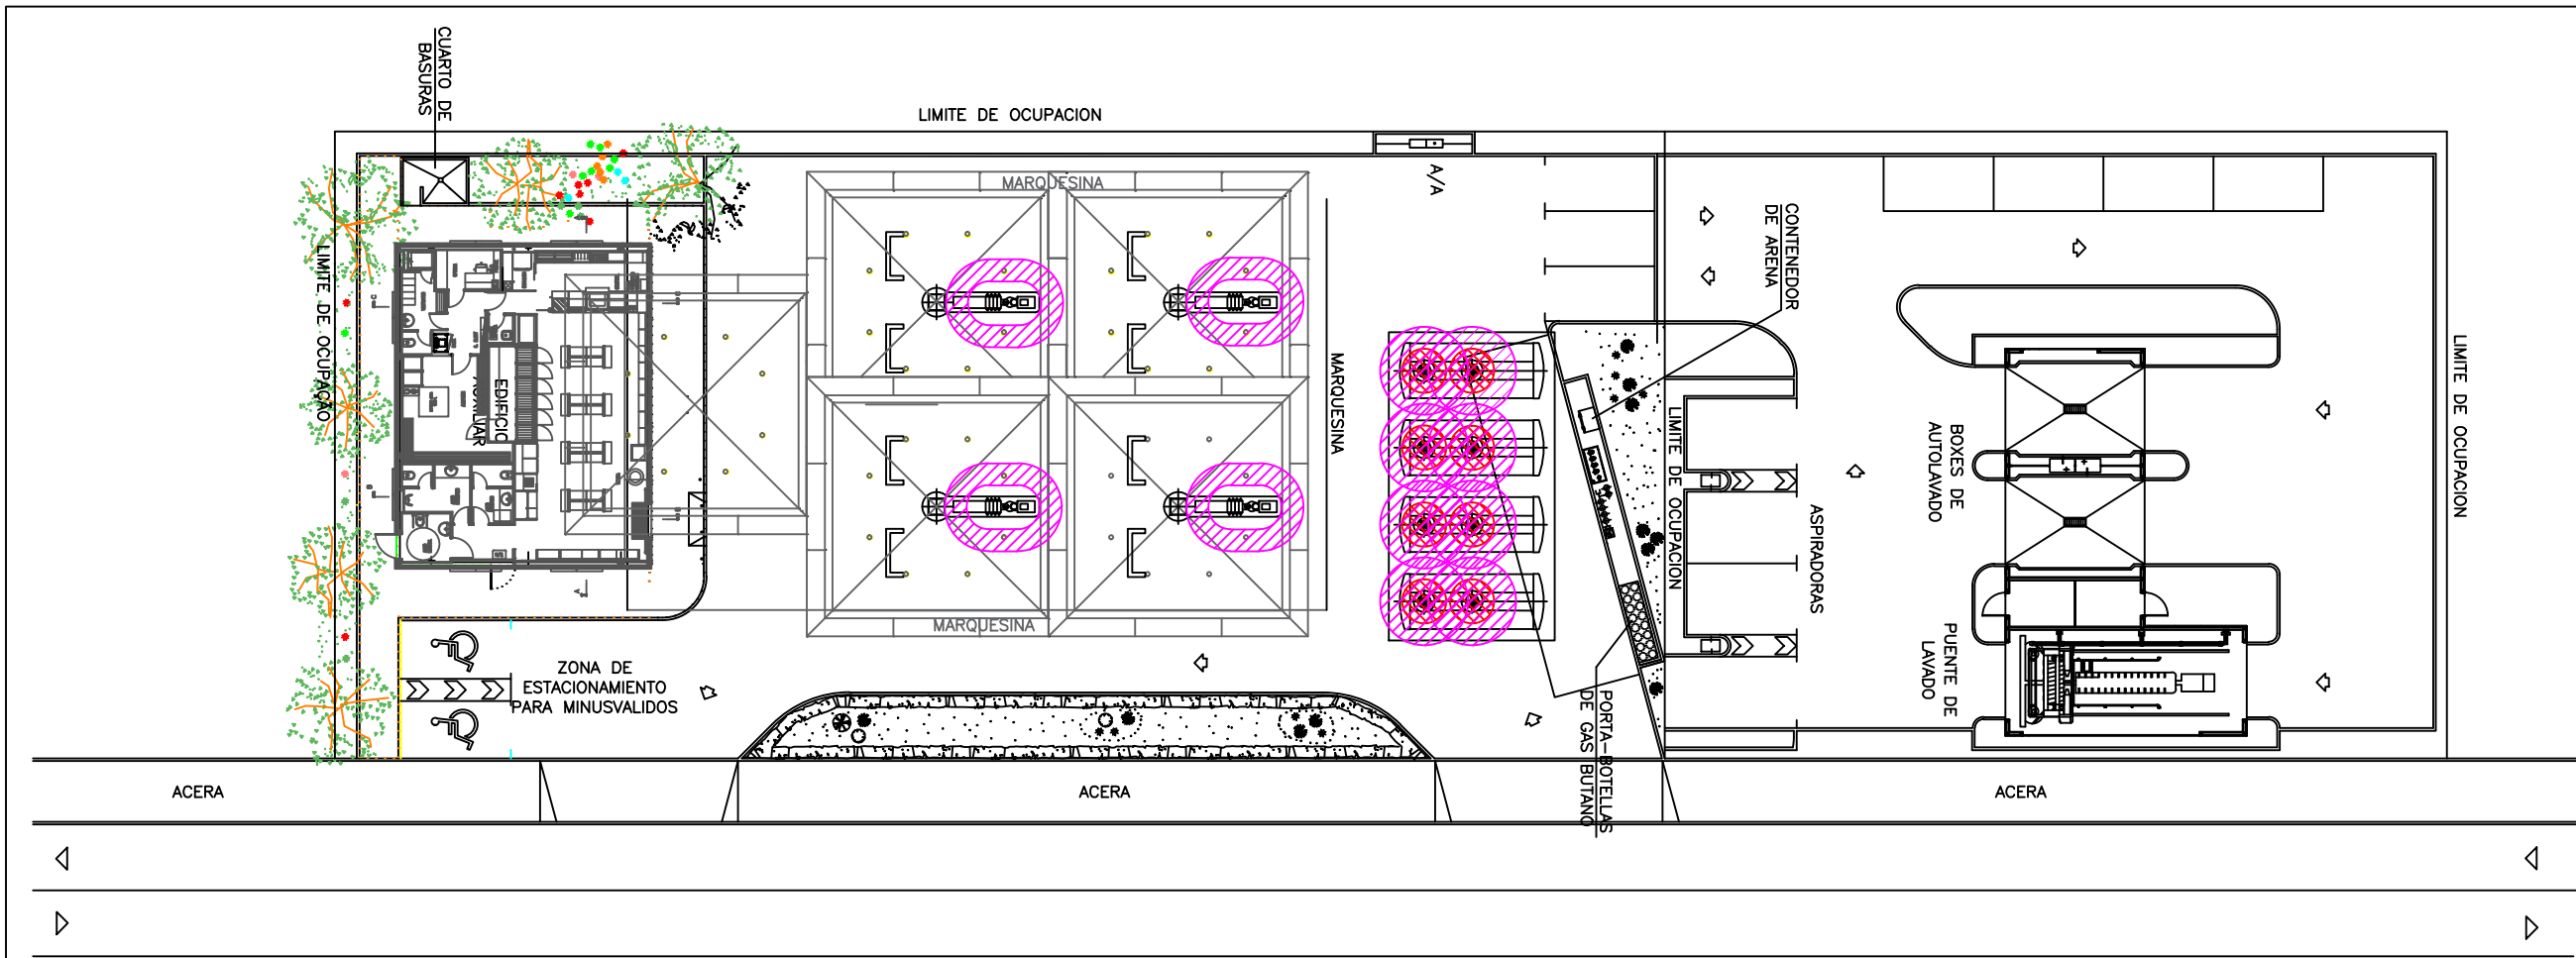 CUARTO DE
BASURAS
LIMITE DE OCUPACION
LIMITE DE OCUPAÇÃO
MARQUESINA
MARQUESINA
MARQUESINA
A/A
CONTENEDOR
DE ARENA
LIMITE DE OCUPACION
LIMITE DE OCUPACION
EDIFICIO
BOXES DE
AUTOLAVADO
ASPIRADORAS
PUENTE DE
LAVADO
PORTA-BOTELLAS
DE GAS BUTANO
ZONA DE
ESTACIONAMIENTO
PARA MINUSVALIDOS
ACERA
ACERA
ACERA